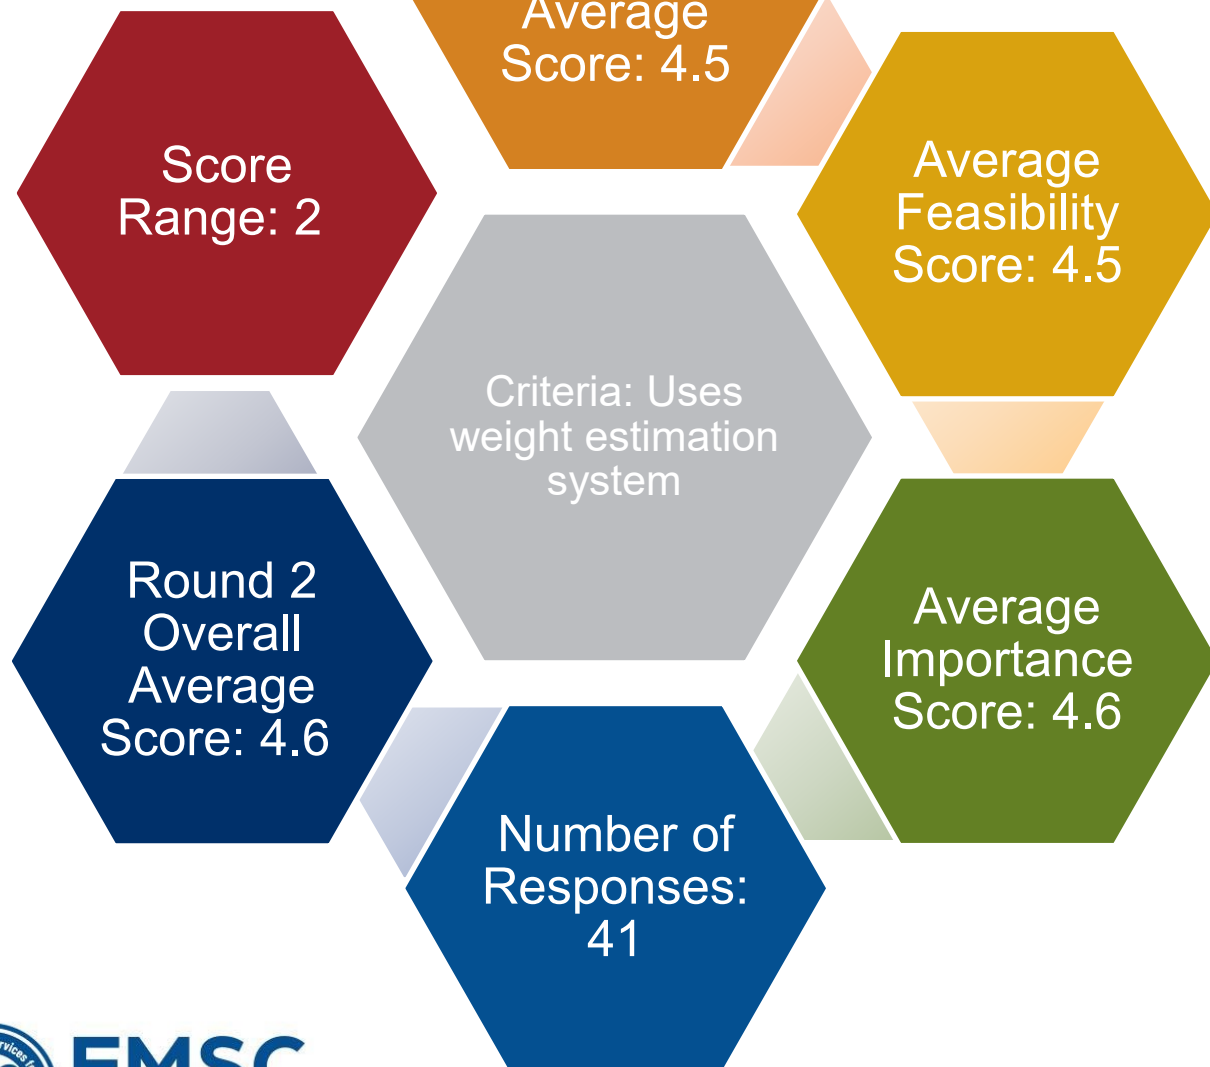 Average
Score: 4.5
Score
Range: 2
Average
Feasibility
Score: 4.5
Criteria: Uses
weight estimation
system
Round 2
Overall
Average
Score: 4.6
Average
Importance
Score: 4.6
Number of
Responses:
41
EMSC